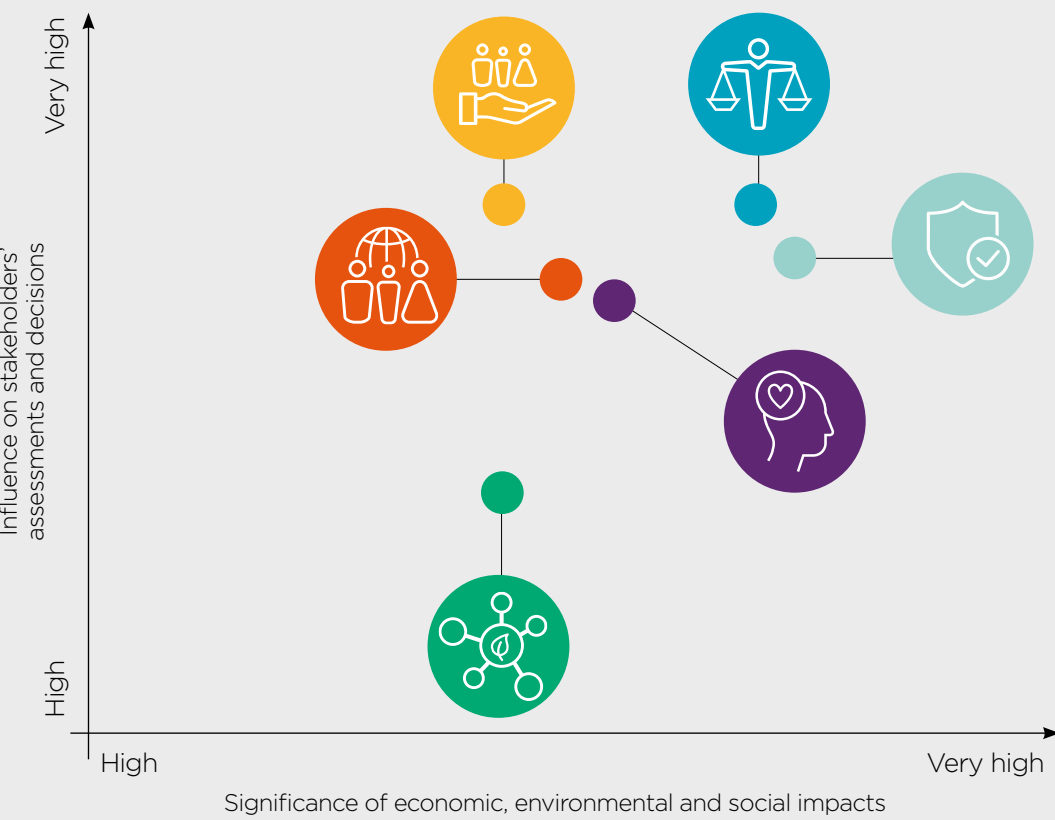 Very high
Influence on stakeholders'
assessments and decisions
High
High
Very high
Significance of economic, environmental and social impacts